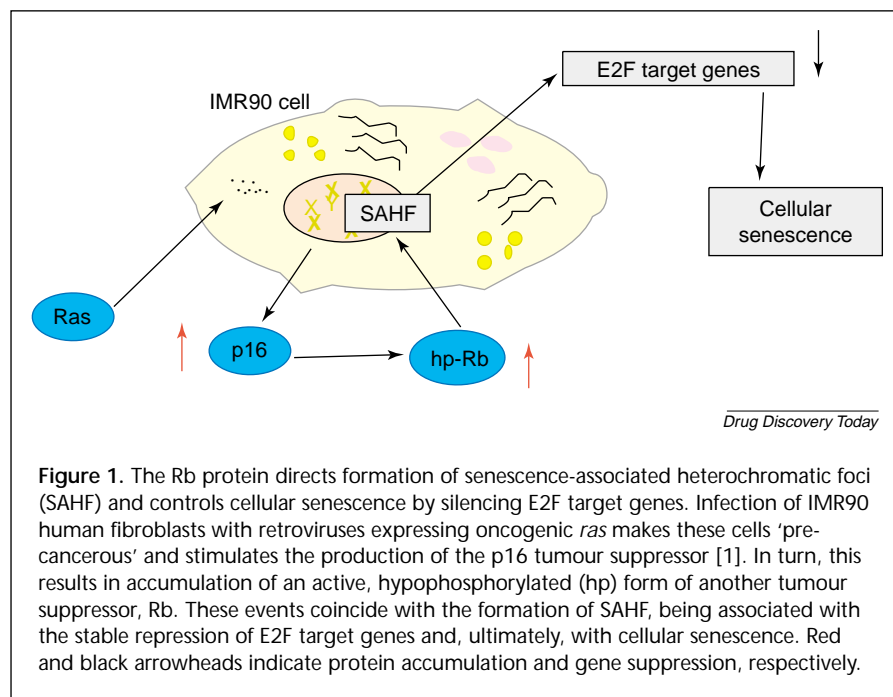 E2F target genes
IMR90 cell
SAHF
Cellular
senescence
Ras
p16
hp-Rb
Drug Discovery Today
Figure 1. The Rb protein directs formation of senescence-associated heterochromatic foci
(SAHF) and controls cellular senescence by silencing E2F target genes. Infection of IMR90
human fibroblasts with retroviruses expressing oncogenic ras makes these cells ‘pre-
cancerous’ and stimulates the production of the p16 tumour suppressor [1]. In turn, this
results in accumulation of an active, hypophosphorylated (hp) form of another tumour
suppressor, Rb. These events coincide with the formation of SAHF, being associated with
the stable repression of E2F target genes and, ultimately, with cellular senescence. Red
and black arrowheads indicate protein accumulation and gene suppression, respectively.